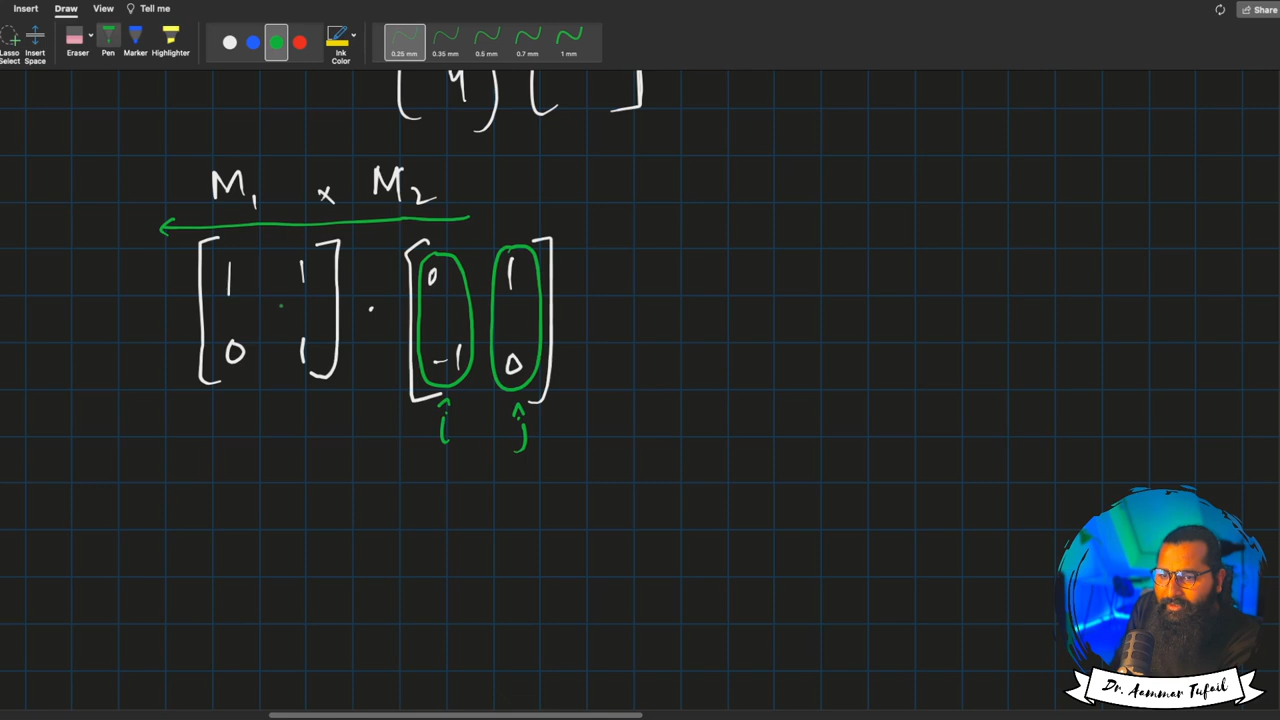 Insert Draw View Tell me Share
Lasso Select Insert Space Eraser Pen Marker Highlighter Ink Color 0.25 mm 0.35 mm 0.5 mm 0.7 mm 1 mm
4
M1 x M2
1 1 · 0 1
0 1 -1 0
i j
Dr. Aammar Tufail